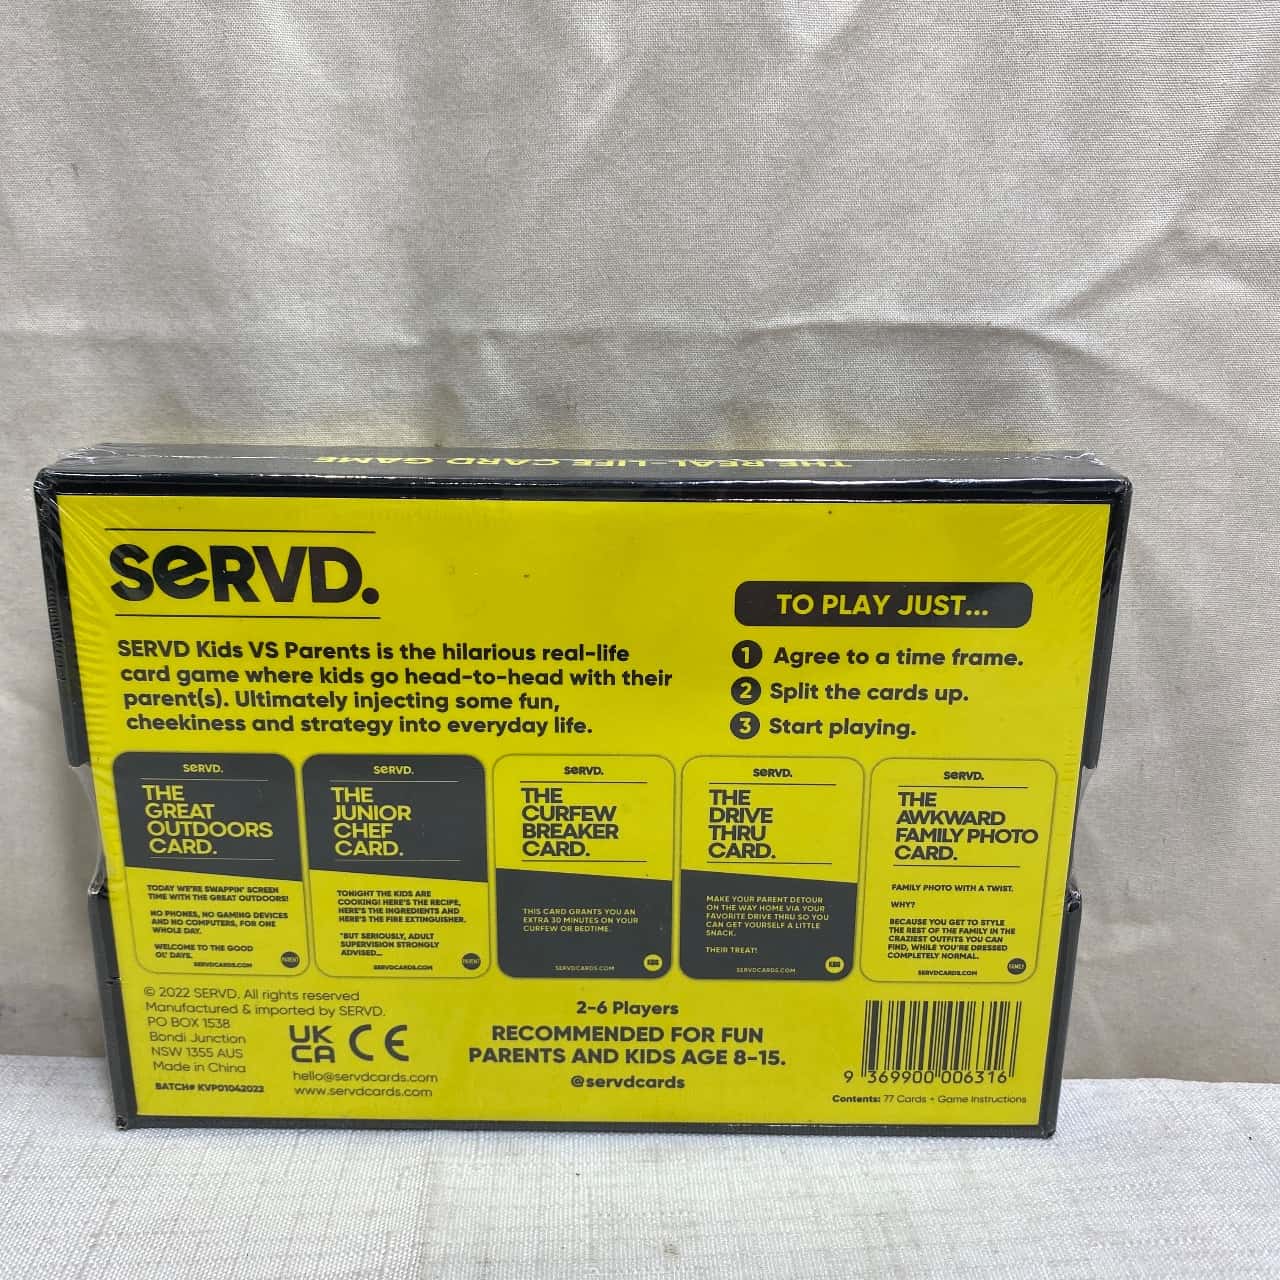 THE REAL-LIFE CARD GAME
SERVD.
SERVD Kids VS Parents is the hilarious real-life
card game where kids go head-to-head with their
parent(s). Ultimately injecting some fun,
cheekiness and strategy into everyday life.
TO PLAY JUST...
1 Agree to a time frame.
2 Split the cards up.
3 Start playing.
SERVD.
THE
GREAT
OUTDOORS
CARD.
TODAY WE'RE SWAPPIN' SCREEN
TIME WITH THE GREAT OUTDOORS!
NO PHONES, NO GAMING DEVICES
AND NO COMPUTERS, FOR ONE
WHOLE DAY.
WELCOME TO THE GOOD
OL' DAYS.
SERVDCARDS.COM
PARENT
SERVD.
THE
JUNIOR
CHEF
CARD.
TONIGHT THE KIDS ARE
COOKING! HERE'S THE RECIPE,
HERE'S THE INGREDIENTS AND
HERE'S THE FIRE EXTINGUISHER.
*BUT SERIOUSLY, ADULT
SUPERVISION STRONGLY
ADVISED...
SERVDCARDS.COM
PARENT
SERVD.
THE
CURFEW
BREAKER
CARD.
THIS CARD GRANTS YOU AN
EXTRA 30 MINUTES ON YOUR
CURFEW OR BEDTIME.
SERVDCARDS.COM
KIDS
SERVD.
THE
DRIVE
THRU
CARD.
MAKE YOUR PARENT DETOUR
ON THE WAY HOME VIA YOUR
FAVORITE DRIVE THRU SO YOU
CAN GET YOURSELF A LITTLE
SNACK.
THEIR TREAT!
SERVDCARDS.COM
KIDS
SERVD.
THE
AWKWARD
FAMILY PHOTO
CARD.
FAMILY PHOTO WITH A TWIST.
WHY?
BECAUSE YOU GET TO STYLE
THE REST OF THE FAMILY IN THE
CRAZIEST OUTFITS YOU CAN
FIND, WHILE YOU'RE DRESSED
COMPLETELY NORMAL.
SERVDCARDS.COM
FAMILY
© 2022 SERVD. All rights reserved
Manufactured & imported by SERVD.
PO BOX 1538
Bondi Junction
NSW 1355 AUS
Made in China
BATCH# KVP01042022
UK
CA CE
hello@servdcards.com
www.servdcards.com
2-6 Players
RECOMMENDED FOR FUN
PARENTS AND KIDS AGE 8-15.
@servdcards
9 369900 006316
Contents: 77 Cards + Game Instructions